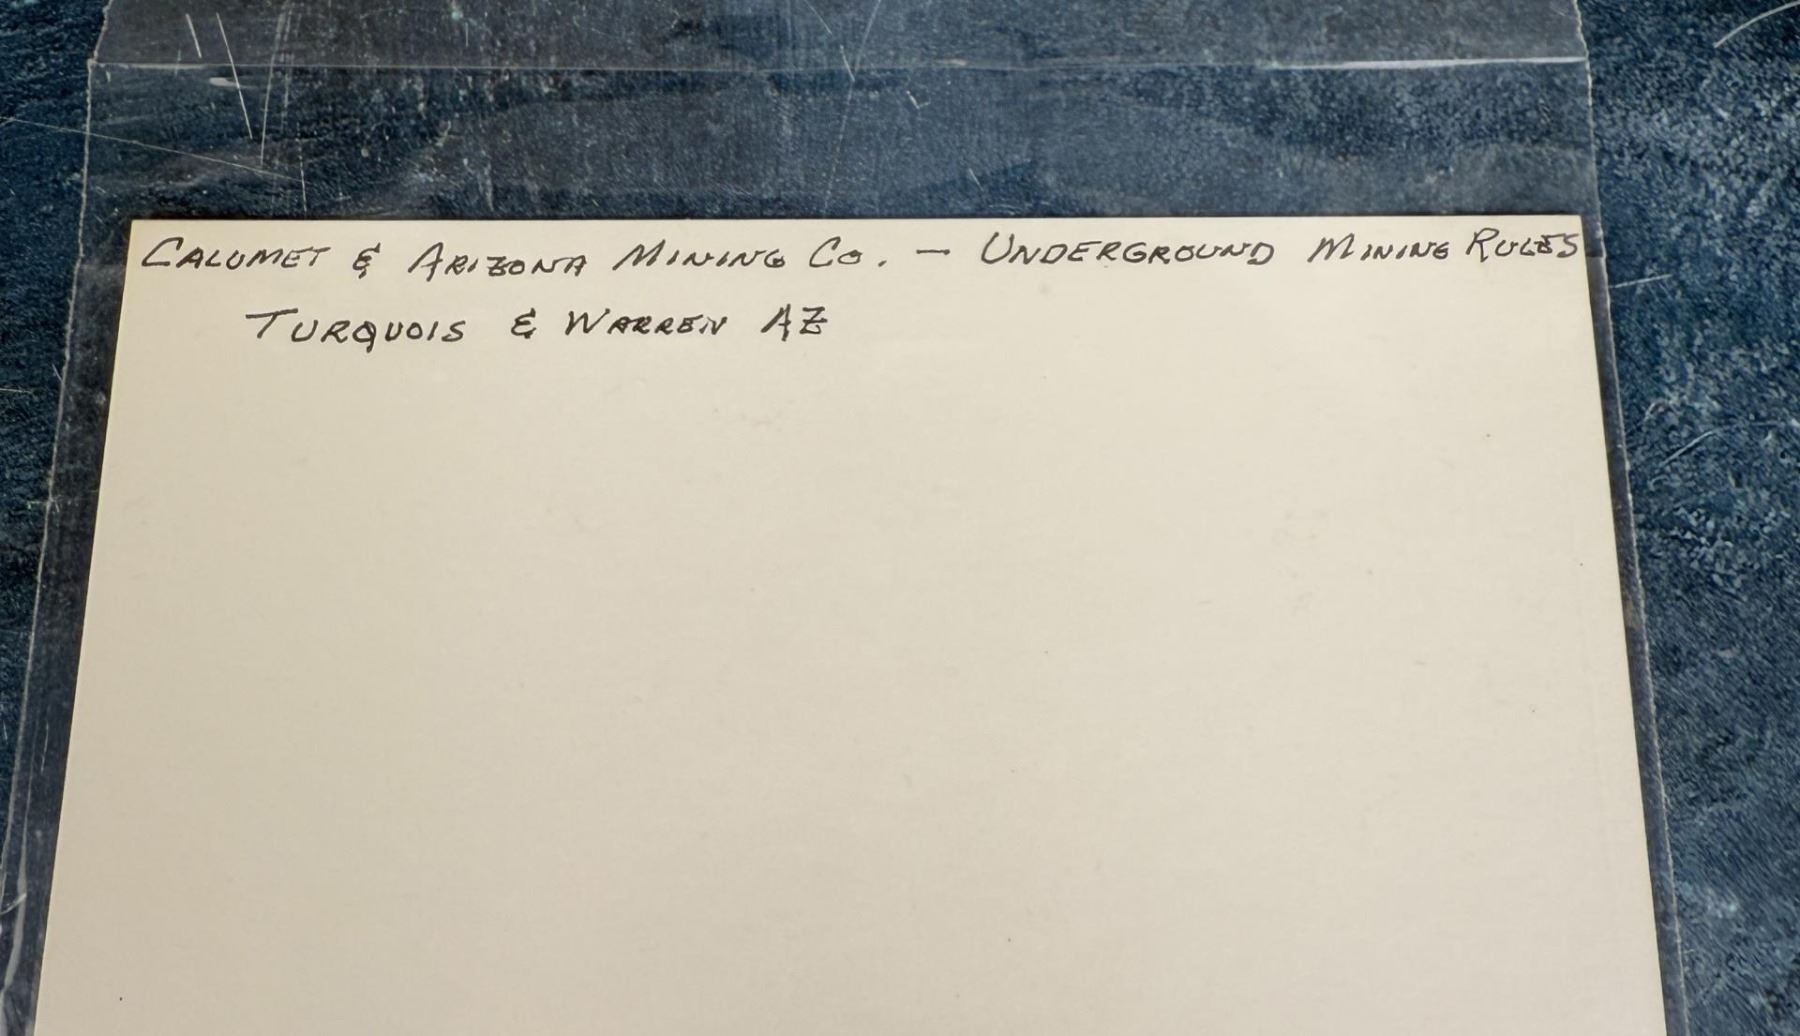 CALUMET & ARIZONA MINING CO. — UNDERGROUND MINING RULES
TURQUOIS & WARREN AZ